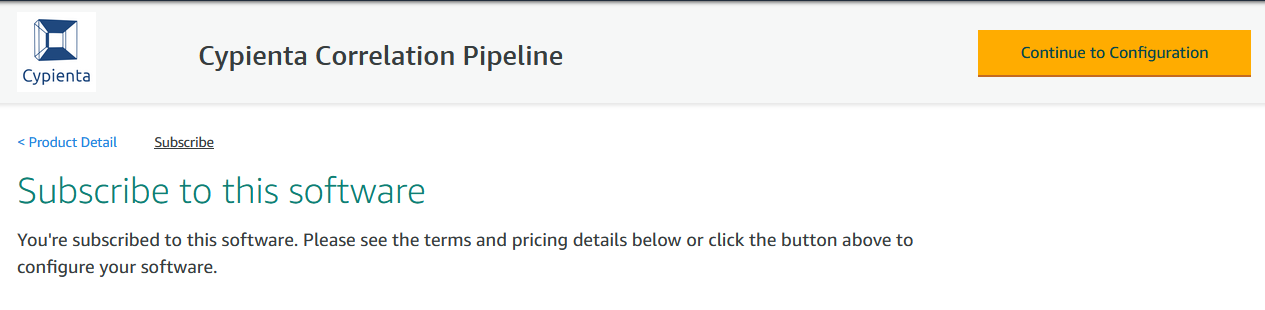 Cypienta
Cypienta Correlation Pipeline
Continue to Configuration
< Product Detail
Subscribe
Subscribe to this software
You're subscribed to this software. Please see the terms and pricing details below or click the button above to
configure your software.